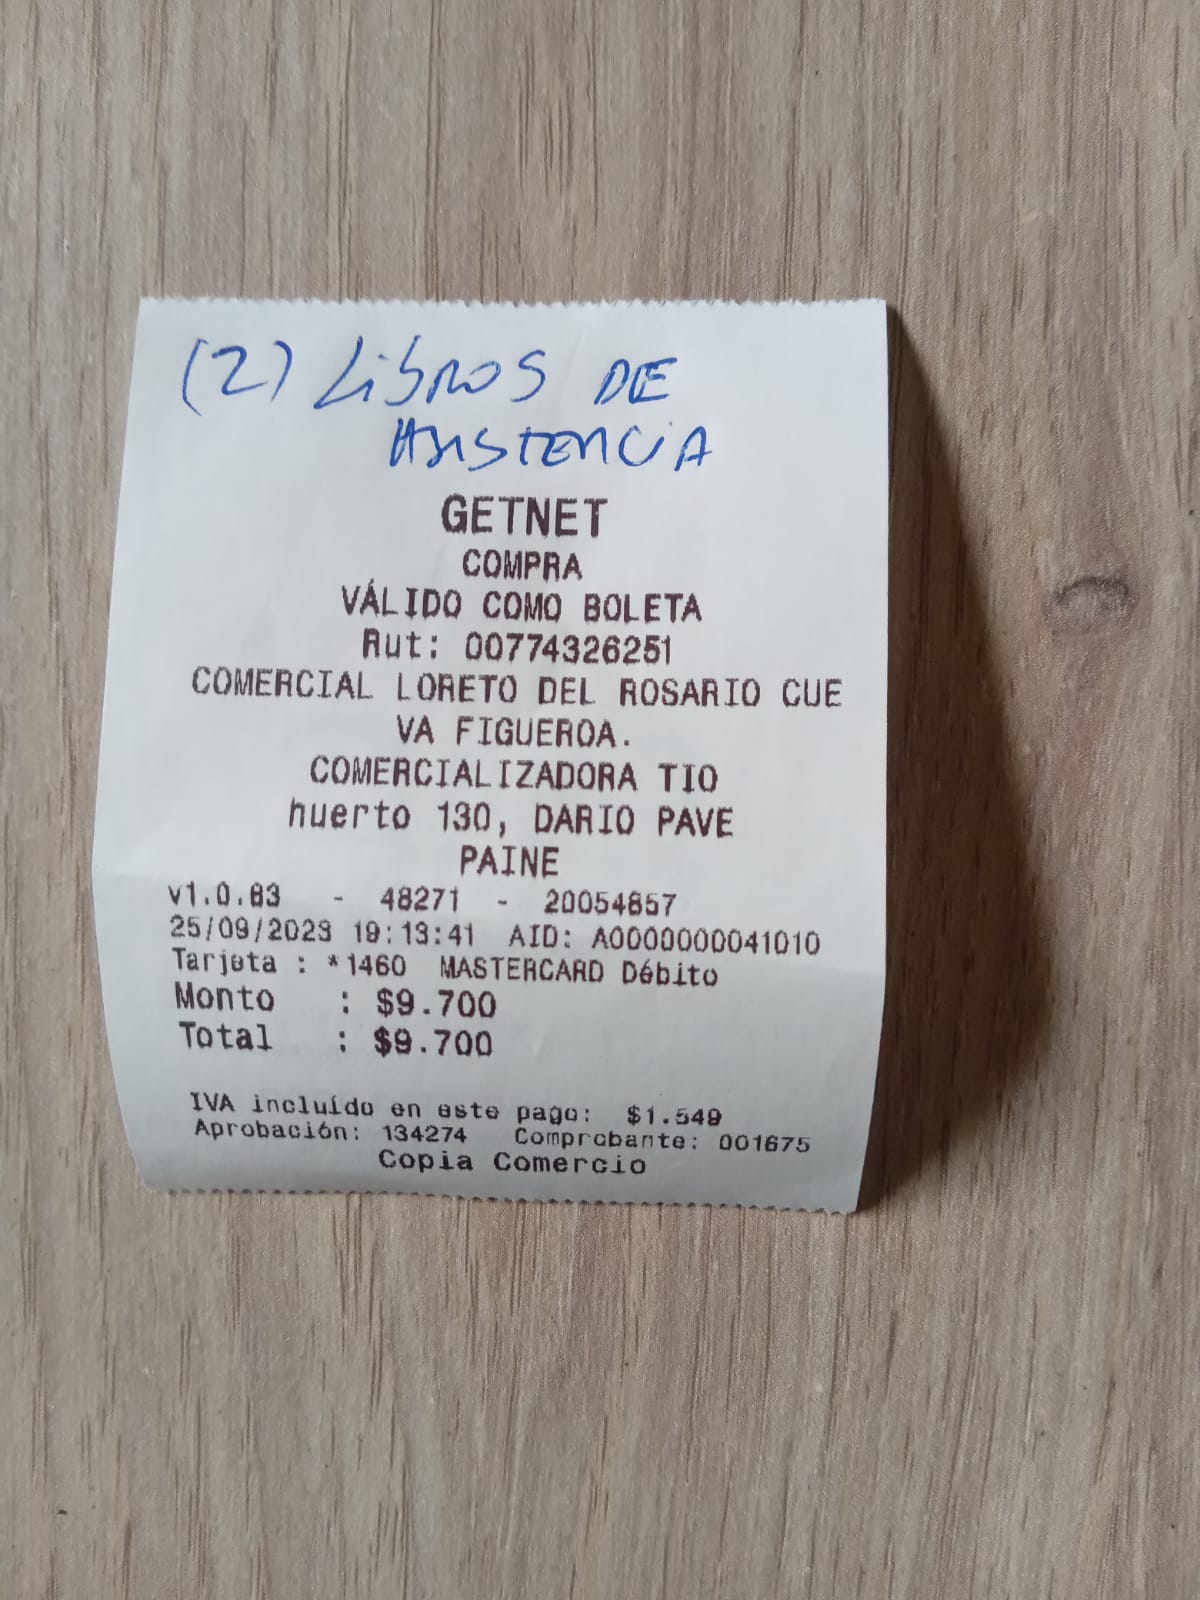 (2) LibROS DE
ASISTENCIA
GETNET
COMPRA
VÁLIDO COMO BOLETA
Rut: 00774326251
COMERCIAL LORETO DEL ROSARIO CUE
VA FIGUEROA.
COMERCIALIZADORA TIO
huerto 130, DARIO PAVE
PAINE
v1.0.83 - 48271 - 20054857
25/09/2023 19:13:41 AID: A0000000041010
Tarjeta : *1460 MASTERCARD Débito
Monto : $9.700
Total : $9.700
IVA incluído en este pago: $1.549
Aprobación: 134274 Comprobante: 001675
Copia Comercio